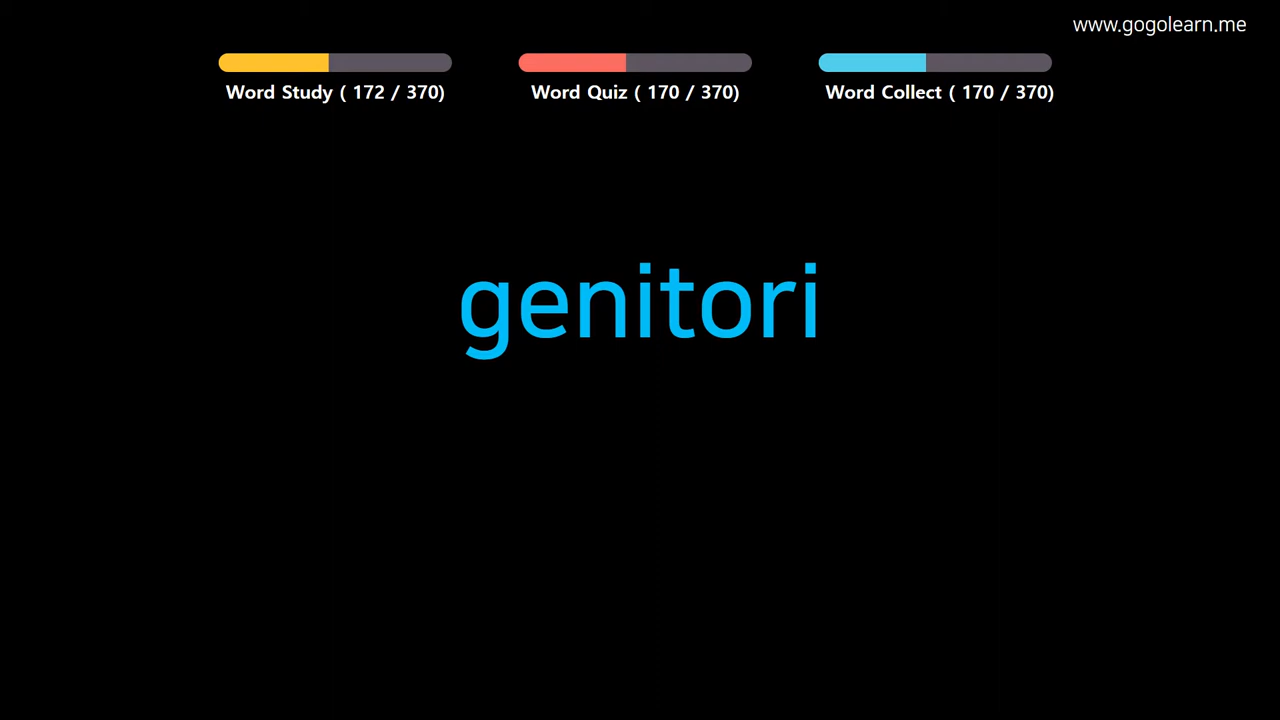 www.gogolearn.me
Word Study ( 172 / 370)
Word Quiz ( 170 / 370)
Word Collect ( 170 / 370)
genitori